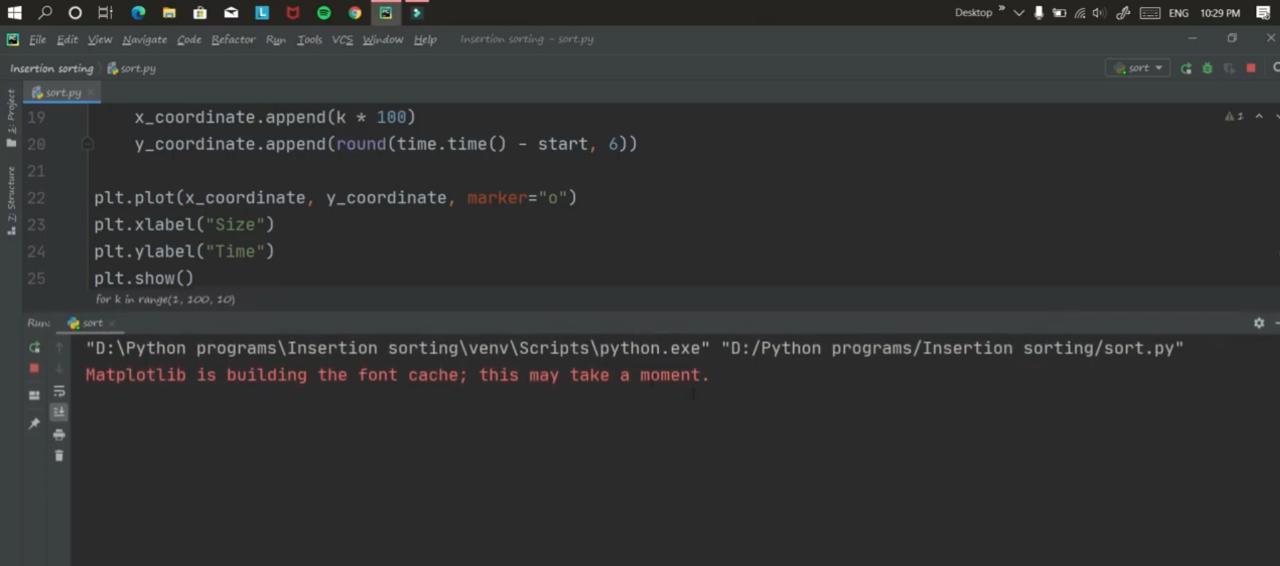 Desktop » ENG 10:29 PM
File Edit View Navigate Code Refactor Run Tools VCS Window Help Insertion sorting - sort.py
Insertion sorting sort.py sort
sort.py
1: Project
Z: Structure
19 x_coordinate.append(k * 100) 1
20 y_coordinate.append(round(time.time() - start, 6))
21
22 plt.plot(x_coordinate, y_coordinate, marker="o")
23 plt.xlabel("Size")
24 plt.ylabel("Time")
25 plt.show()
for k in range(1, 100, 10)
Run: sort
"D:\Python programs\Insertion sorting\venv\Scripts\python.exe" "D:/Python programs/Insertion sorting/sort.py"
Matplotlib is building the font cache; this may take a moment.